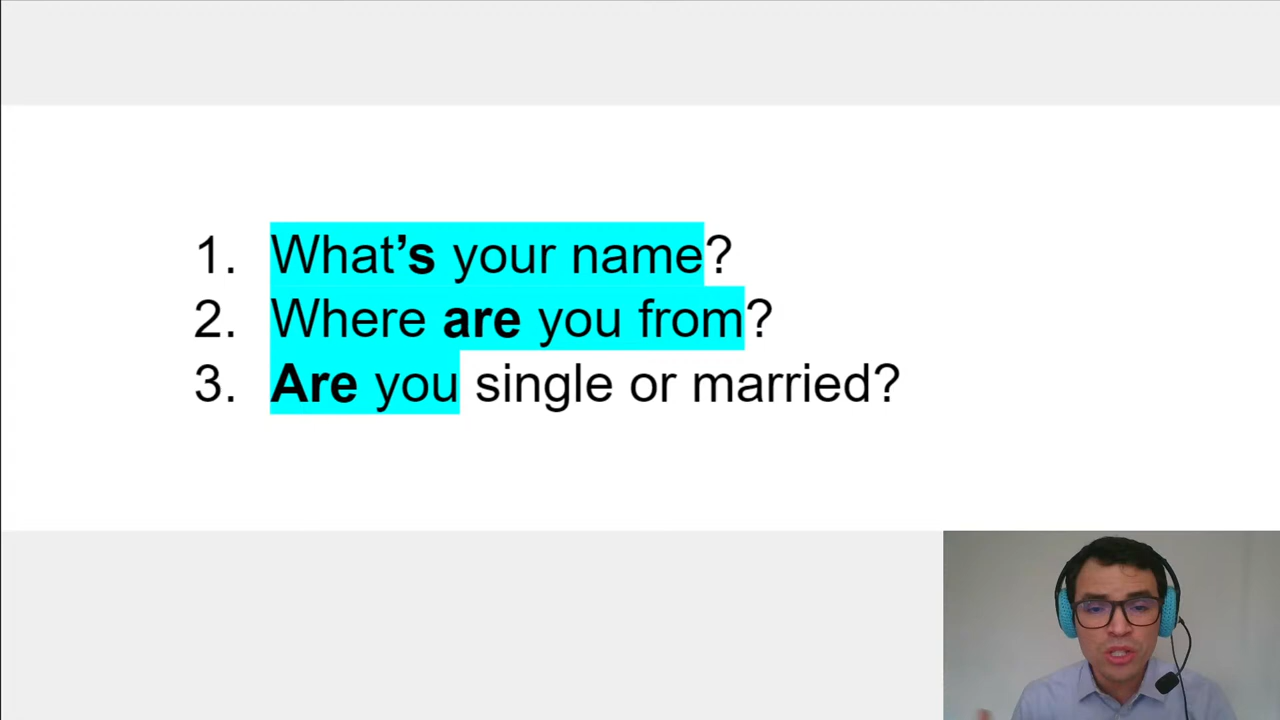 1. What’s your name?
2. Where are you from?
3. Are you single or married?